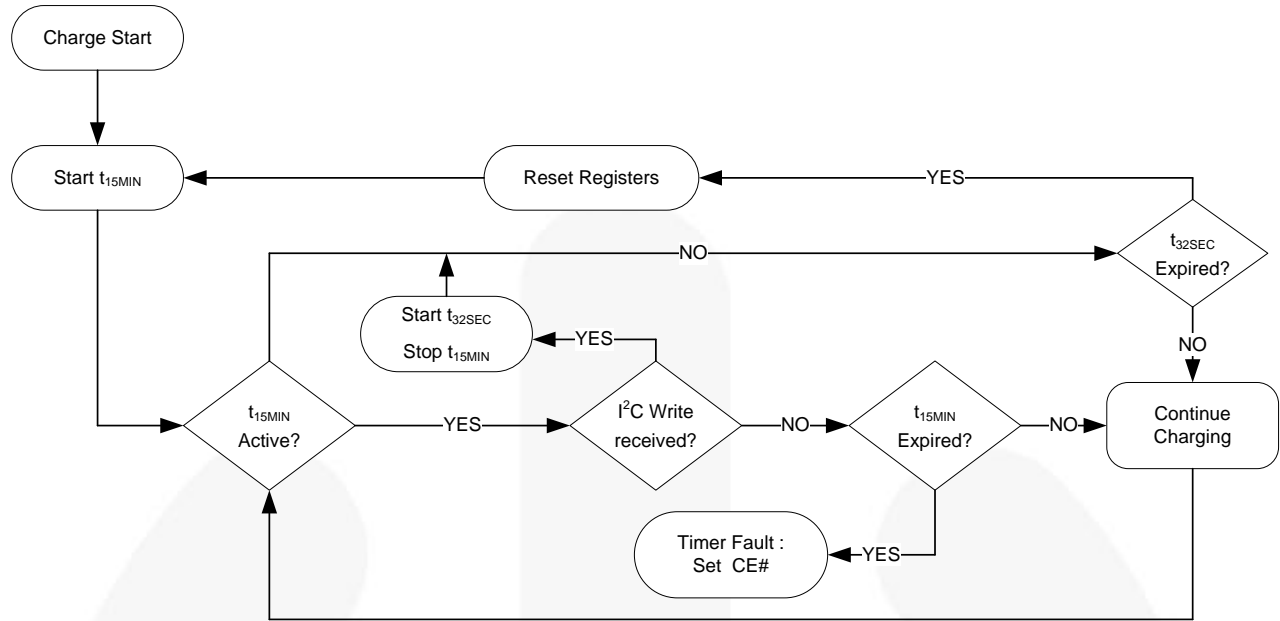 Charge Start
Start t15MIN
Reset Registers
YES
t32SEC
Expired?
NO
Start t32SEC
Stop t15MIN
YES
NO
t15MIN
Active?
YES
I²C Write
received?
NO
t15MIN
Expired?
NO
Continue
Charging
Timer Fault :
Set CE#
YES